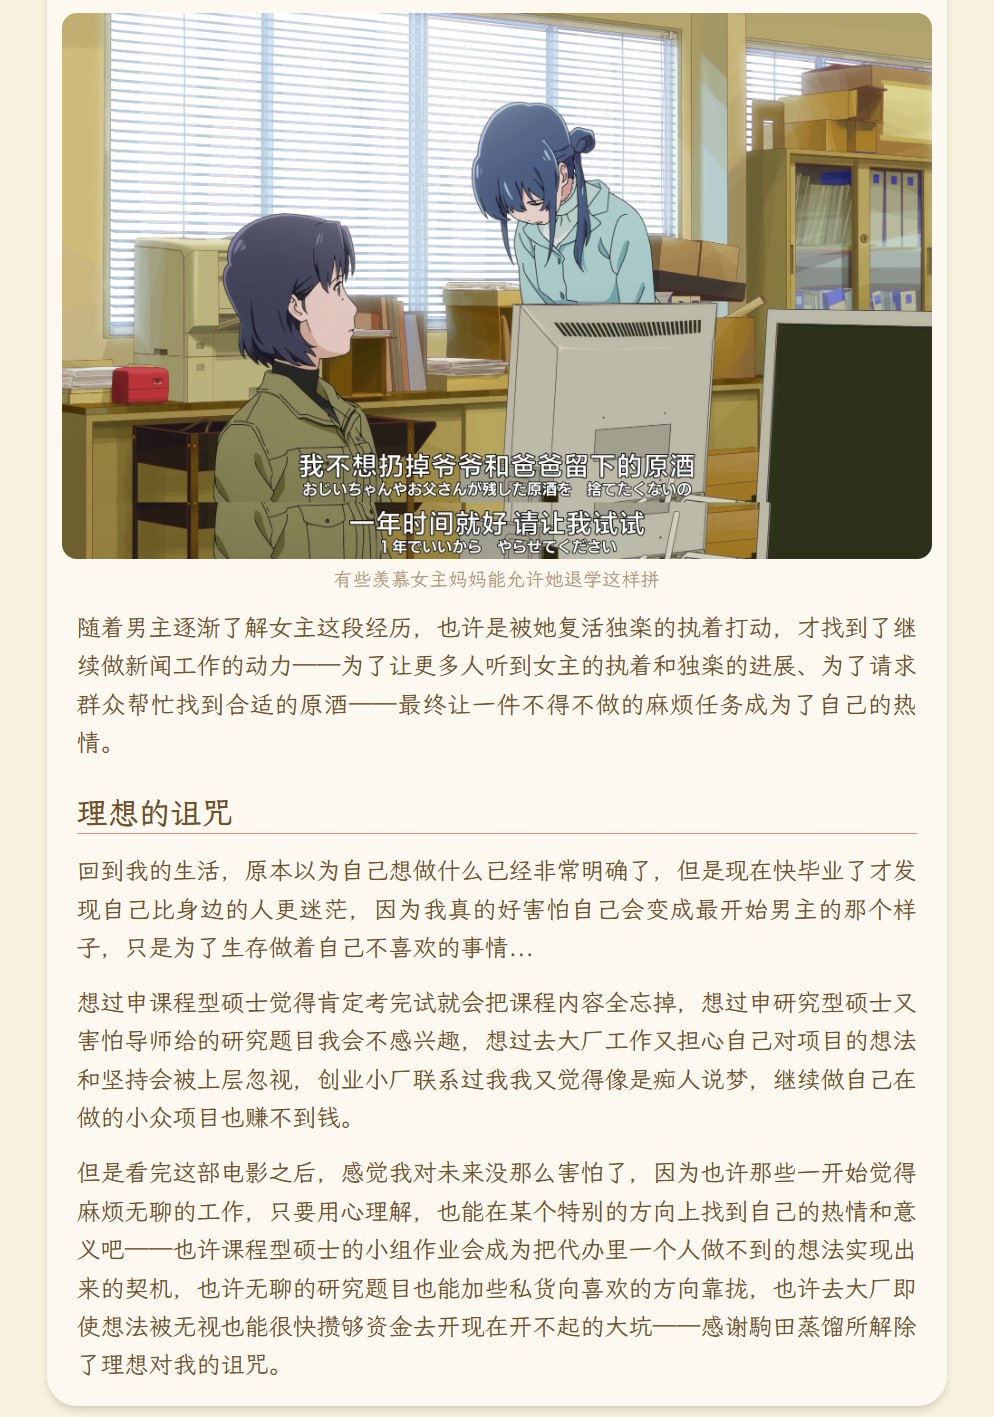 我不想扔掉爷爷和爸爸留下的原酒
おじいちゃんやお父さんが残した原酒を　捨てたくないの
一年时间就好 请让我试试
1年でいいから　やらせてください
有些羡慕女主妈妈能允许她退学这样拼
随着男主逐渐了解女主这段经历，也许是被她复活独楽的执着打动，才找到了继
续做新闻工作的动力——为了让更多人听到女主的执着和独楽的进展、为了请求
群众帮忙找到合适的原酒——最终让一件不得不做的麻烦任务成为了自己的热
情。
理想的诅咒
回到我的生活，原本以为自己想做什么已经非常明确了，但是现在快毕业了才发
现自己比身边的人更迷茫，因为我真的好害怕自己会变成最开始男主的那个样
子，只是为了生存做着自己不喜欢的事情…
想过申课程型硕士觉得肯定考完试就会把课程内容全忘掉，想过申研究型硕士又
害怕导师给的研究题目我会不感兴趣，想过去大厂工作又担心自己对项目的想法
和坚持会被上层忽视，创业小厂联系过我我又觉得像是痴人说梦，继续做自己在
做的小众项目也赚不到钱。
但是看完这部电影之后，感觉我对未来没那么害怕了，因为也许那些一开始觉得
麻烦无聊的工作，只要用心理解，也能在某个特别的方向上找到自己的热情和意
义吧——也许课程型硕士的小组作业会成为把代办里一个人做不到的想法实现出
来的契机，也许无聊的研究题目也能加些私货向喜欢的方向靠拢，也许去大厂即
使想法被无视也能很快攒够资金去开现在开不起的大坑——感谢駒田蒸馏所解除
了理想对我的诅咒。